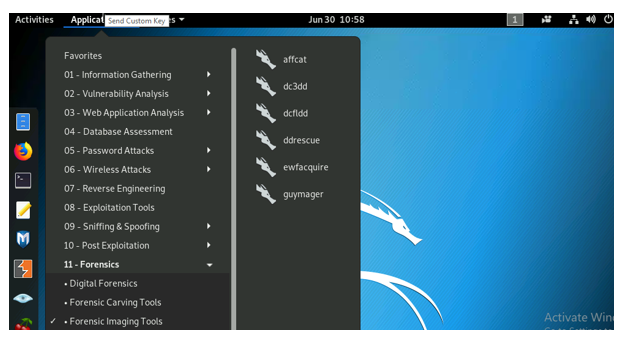 Activities
Applicat
Send Custom Key
es
Jun 30 10:58
1
Favorites
01 - Information Gathering
02 - Vulnerability Analysis
03 - Web Application Analysis
04 - Database Assessment
05 - Password Attacks
06 - Wireless Attacks
07 - Reverse Engineering
08 - Exploitation Tools
09 - Sniffing & Spoofing
10 - Post Exploitation
11 - Forensics
• Digital Forensics
• Forensic Carving Tools
✓ • Forensic Imaging Tools
affcat
dc3dd
dcfldd
ddrescue
ewfacquire
guymager
Activate Win